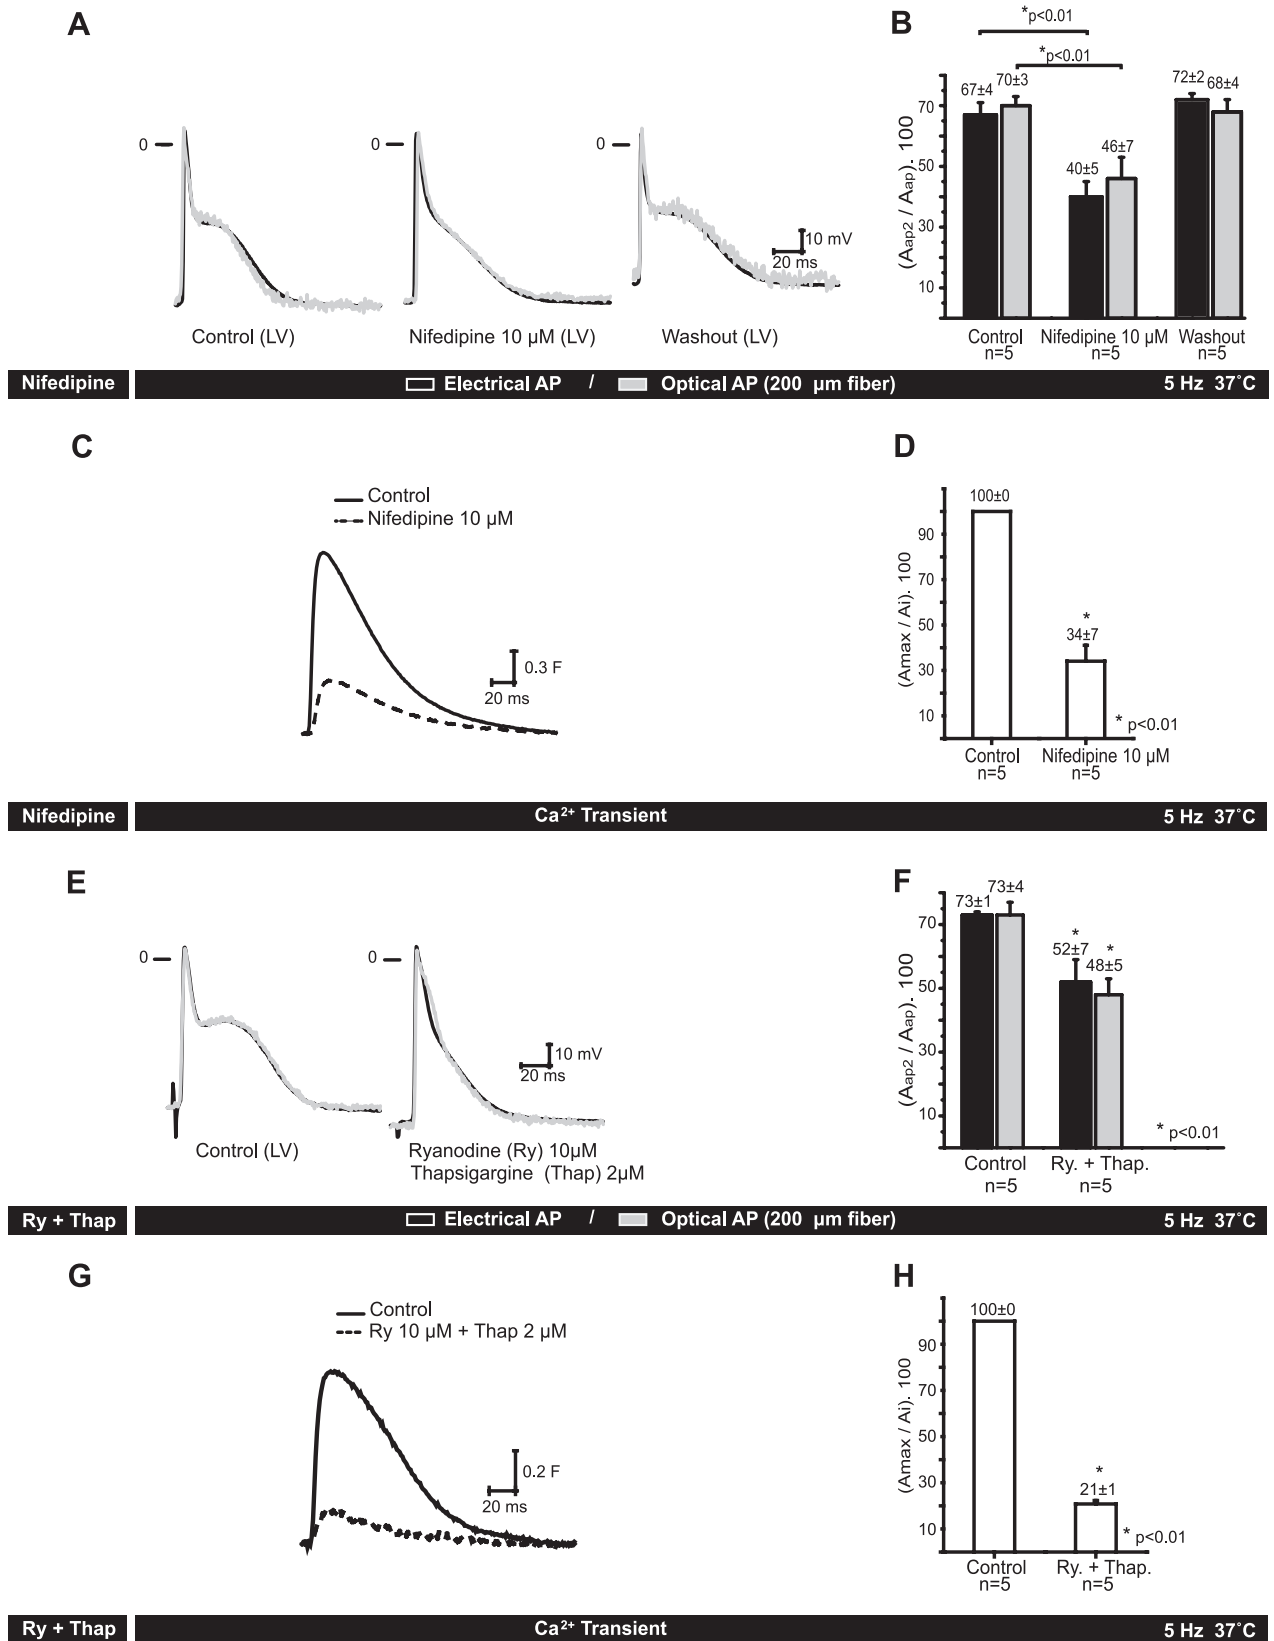 A
0
0
0
10 mV
20 ms
Control (LV)
Nifedipine 10 µM (LV)
Washout (LV)
B
*p<0.01
*p<0.01
67±4
70±3
40±5
46±7
72±2
68±4
(Aap2 / Aap). 100
70
50
30
10
Control
n=5
Nifedipine 10 µM
n=5
Washout
n=5
Nifedipine
Electrical AP / Optical AP (200 µm fiber)
5 Hz 37˚C
C
Control
Nifedipine 10 µM
0.3 F
20 ms
D
100±0
*
34±7
* p<0.01
(Amax / Ai). 100
90
70
50
30
10
Control
n=5
Nifedipine 10 µM
n=5
Nifedipine
Ca2+ Transient
5 Hz 37˚C
E
0
0
10 mV
20 ms
Control (LV)
Ryanodine (Ry) 10µM
Thapsigargine (Thap) 2µM
F
73±1
73±4
*
52±7
*
48±5
* p<0.01
(Aap2 / Aap). 100
70
50
30
10
Control
n=5
Ry. + Thap.
n=5
Ry + Thap
Electrical AP / Optical AP (200 µm fiber)
5 Hz 37˚C
G
Control
Ry 10 µM + Thap 2 µM
0.2 F
20 ms
H
100±0
*
21±1
* p<0.01
(Amax / Ai). 100
90
70
50
30
10
Control
n=5
Ry. + Thap.
n=5
Ry + Thap
Ca2+ Transient
5 Hz 37˚C